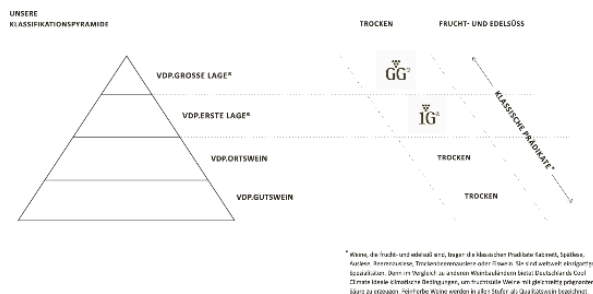 UNSERE
KLASSIFIKATIONSPYRAMIDE
TROCKEN
FRUCHT- UND EDELSÜSS
VDP.GROSSE LAGE®
GG®
VDP.ERSTE LAGE®
1G®
KLASSISCHE PRÄDIKATE*
VDP.ORTSWEIN
TROCKEN
VDP.GUTSWEIN
TROCKEN
* Weine, die frucht- und edelsüß sind, tragen die klassischen Prädikate Kabinett, Spätlese,
Auslese, Beerenauslese, Trockenbeerenauslese oder Eiswein. Sie sind weltweit einzigartige
Spezialitäten. Denn im Vergleich zu anderen Weinbauländern bietet Deutschlands Cool
Climate ideale klimatische Bedingungen, um fruchtsüße Weine mit gleichzeitig prägnanter
Säure zu erzeugen. Feinherbe Weine werden in allen Stufen als Qualitätswein bezeichnet.